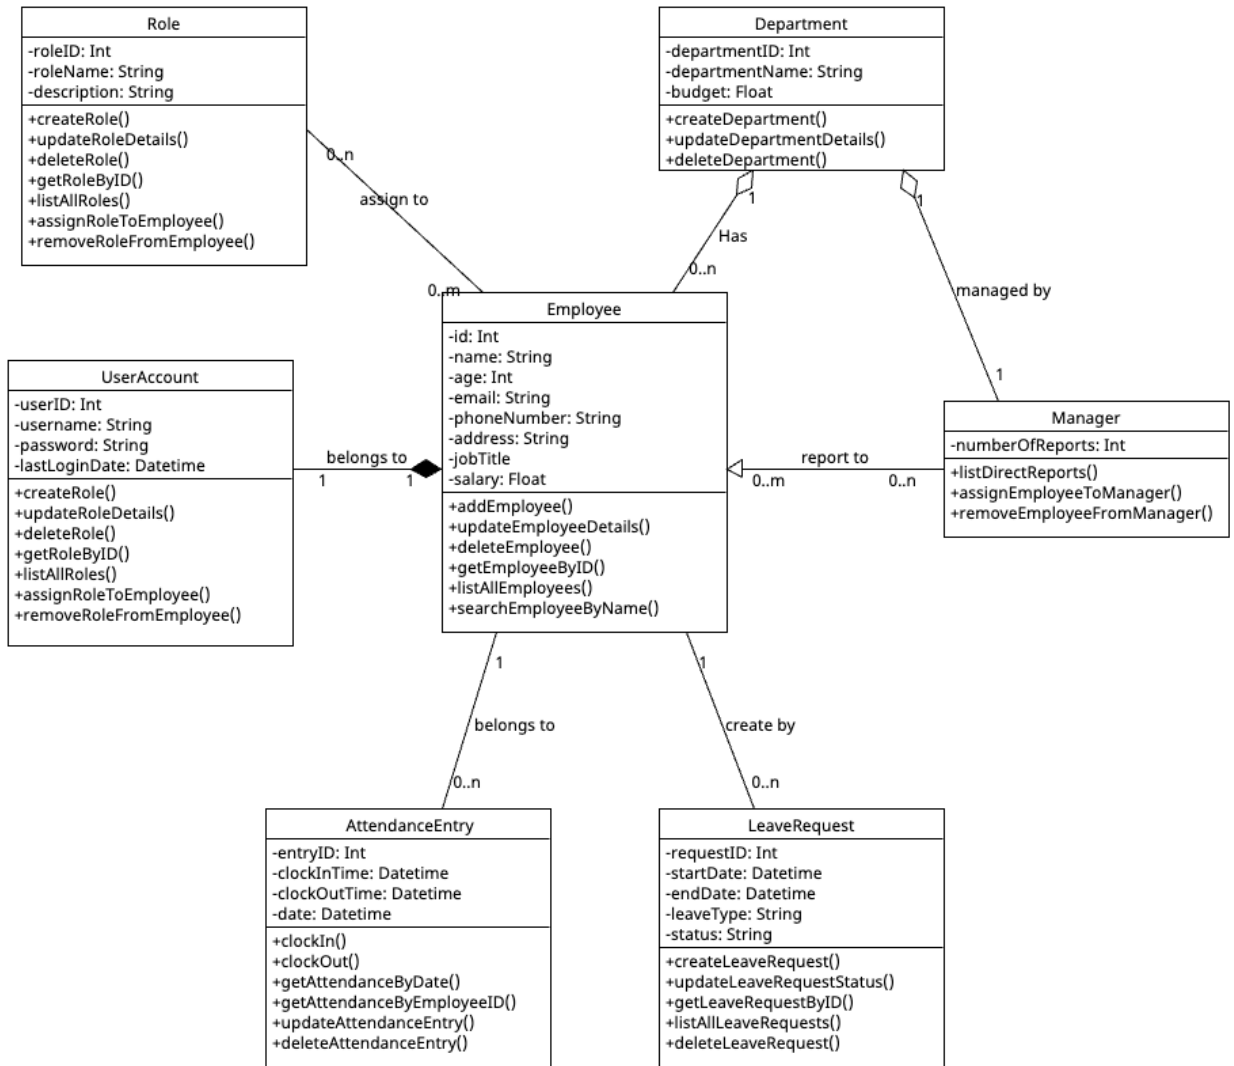 Role
-roleID: Int
-roleName: String
-description: String
+createRole()
+updateRoleDetails()
+deleteRole()
+getRoleByID()
+listAllRoles()
+assignRoleToEmployee()
+removeRoleFromEmployee()
Department
-departmentID: Int
-departmentName: String
-budget: Float
+createDepartment()
+updateDepartmentDetails()
+deleteDepartment()
0..n
assign to
0..m
1
Has
0..n
1
managed by
1
Employee
-id: Int
-name: String
-age: Int
-email: String
-phoneNumber: String
-address: String
-jobTitle
-salary: Float
+addEmployee()
+updateEmployeeDetails()
+deleteEmployee()
+getEmployeeByID()
+listAllEmployees()
+searchEmployeeByName()
UserAccount
-userID: Int
-username: String
-password: String
-lastLoginDate: Datetime
+createRole()
+updateRoleDetails()
+deleteRole()
+getRoleByID()
+listAllRoles()
+assignRoleToEmployee()
+removeRoleFromEmployee()
belongs to
1
1
Manager
-numberOfReports: Int
+listDirectReports()
+assignEmployeeToManager()
+removeEmployeeFromManager()
report to
0..m
0..n
1
belongs to
0..n
1
create by
0..n
AttendanceEntry
-entryID: Int
-clockInTime: Datetime
-clockOutTime: Datetime
-date: Datetime
+clockIn()
+clockOut()
+getAttendanceByDate()
+getAttendanceByEmployeeID()
+updateAttendanceEntry()
+deleteAttendanceEntry()
LeaveRequest
-requestID: Int
-startDate: Datetime
-endDate: Datetime
-leaveType: String
-status: String
+createLeaveRequest()
+updateLeaveRequestStatus()
+getLeaveRequestByID()
+listAllLeaveRequests()
+deleteLeaveRequest()